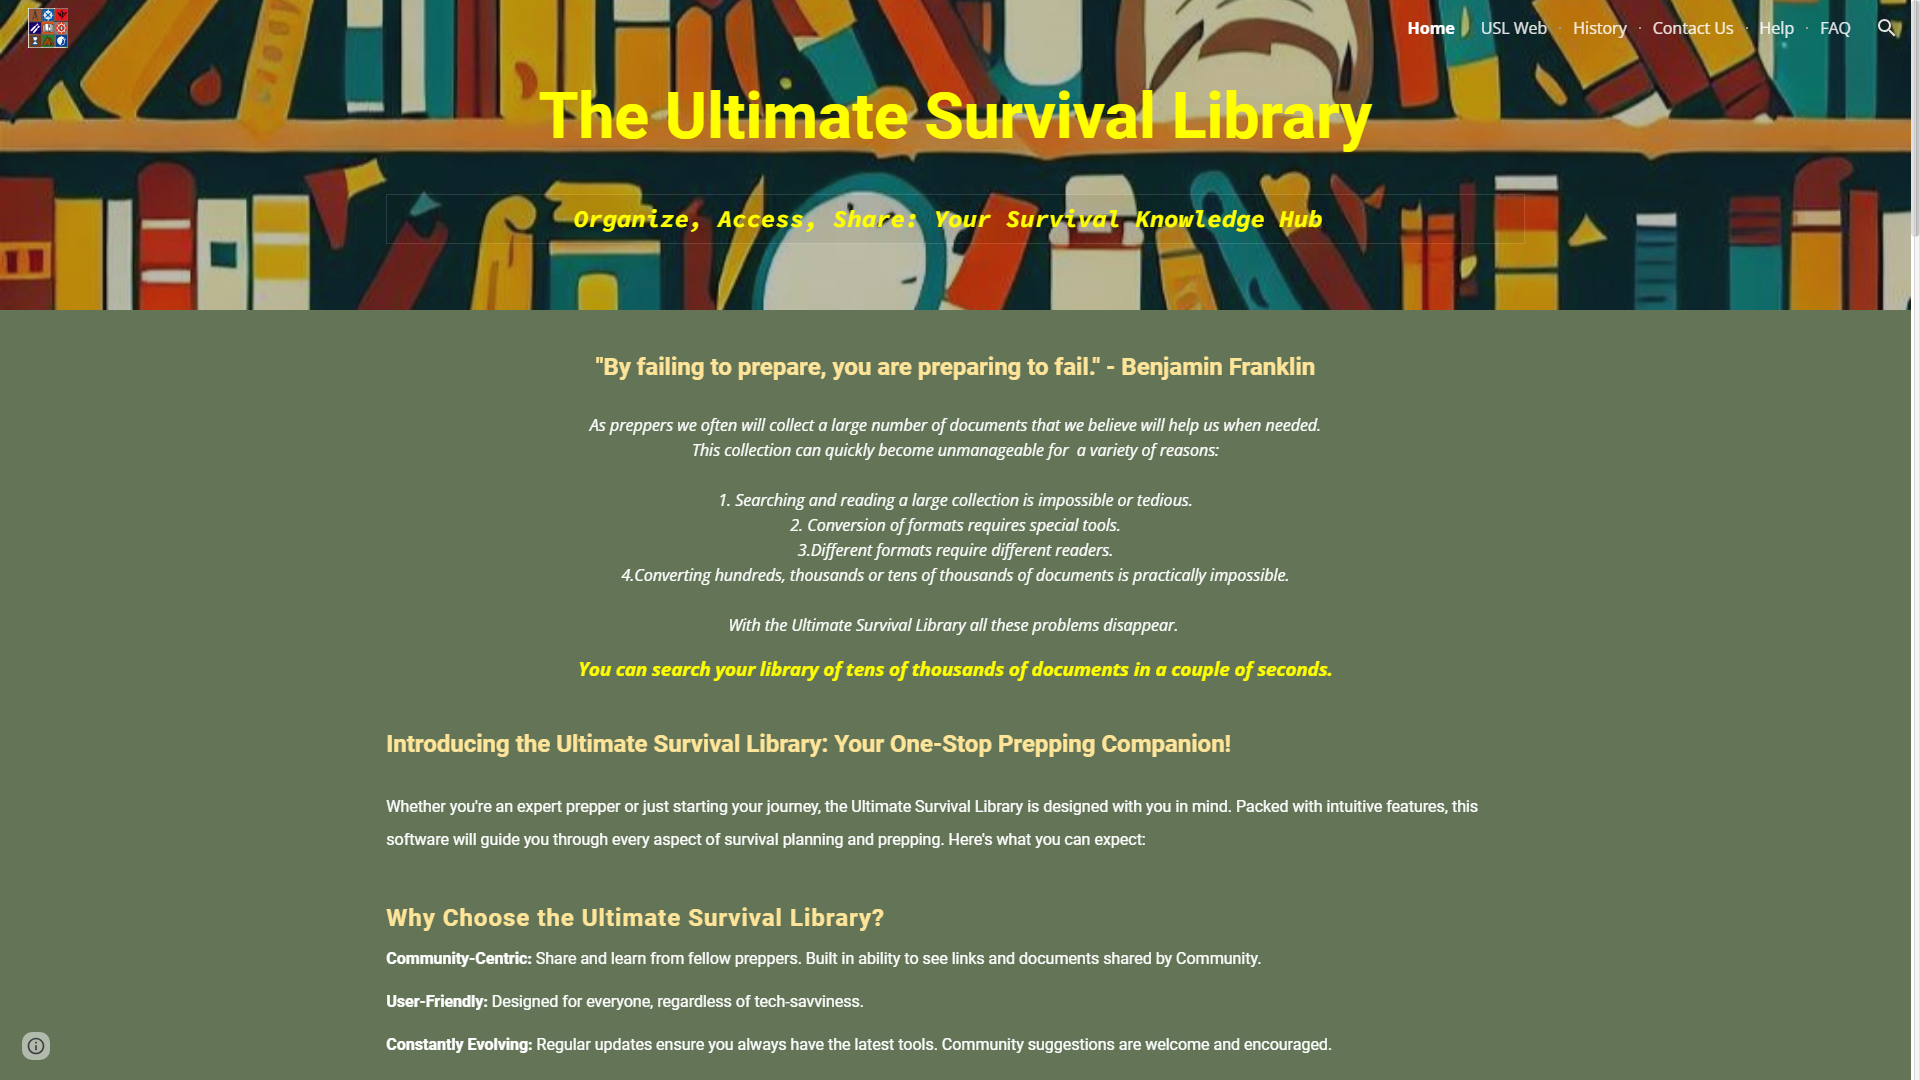 Home
USL Web
History
Contact Us
Help
FAQ
The Ultimate Survival Library
Organize, Access, Share: Your Survival Knowledge Hub
"By failing to prepare, you are preparing to fail." - Benjamin Franklin
As preppers we often will collect a large number of documents that we believe will help us when needed.
This collection can quickly become unmanageable for  a variety of reasons:
1. Searching and reading a large collection is impossible or tedious.
2. Conversion of formats requires special tools.
3.Different formats require different readers.
4.Converting hundreds, thousands or tens of thousands of documents is practically impossible.
With the Ultimate Survival Library all these problems disappear.
You can search your library of tens of thousands of documents in a couple of seconds.
Introducing the Ultimate Survival Library: Your One-Stop Prepping Companion!
Whether you're an expert prepper or just starting your journey, the Ultimate Survival Library is designed with you in mind. Packed with intuitive features, this
software will guide you through every aspect of survival planning and prepping. Here's what you can expect:
Why Choose the Ultimate Survival Library?
Community-Centric: Share and learn from fellow preppers. Built in ability to see links and documents shared by Community.
User-Friendly: Designed for everyone, regardless of tech-savviness.
Constantly Evolving: Regular updates ensure you always have the latest tools. Community suggestions are welcome and encouraged.